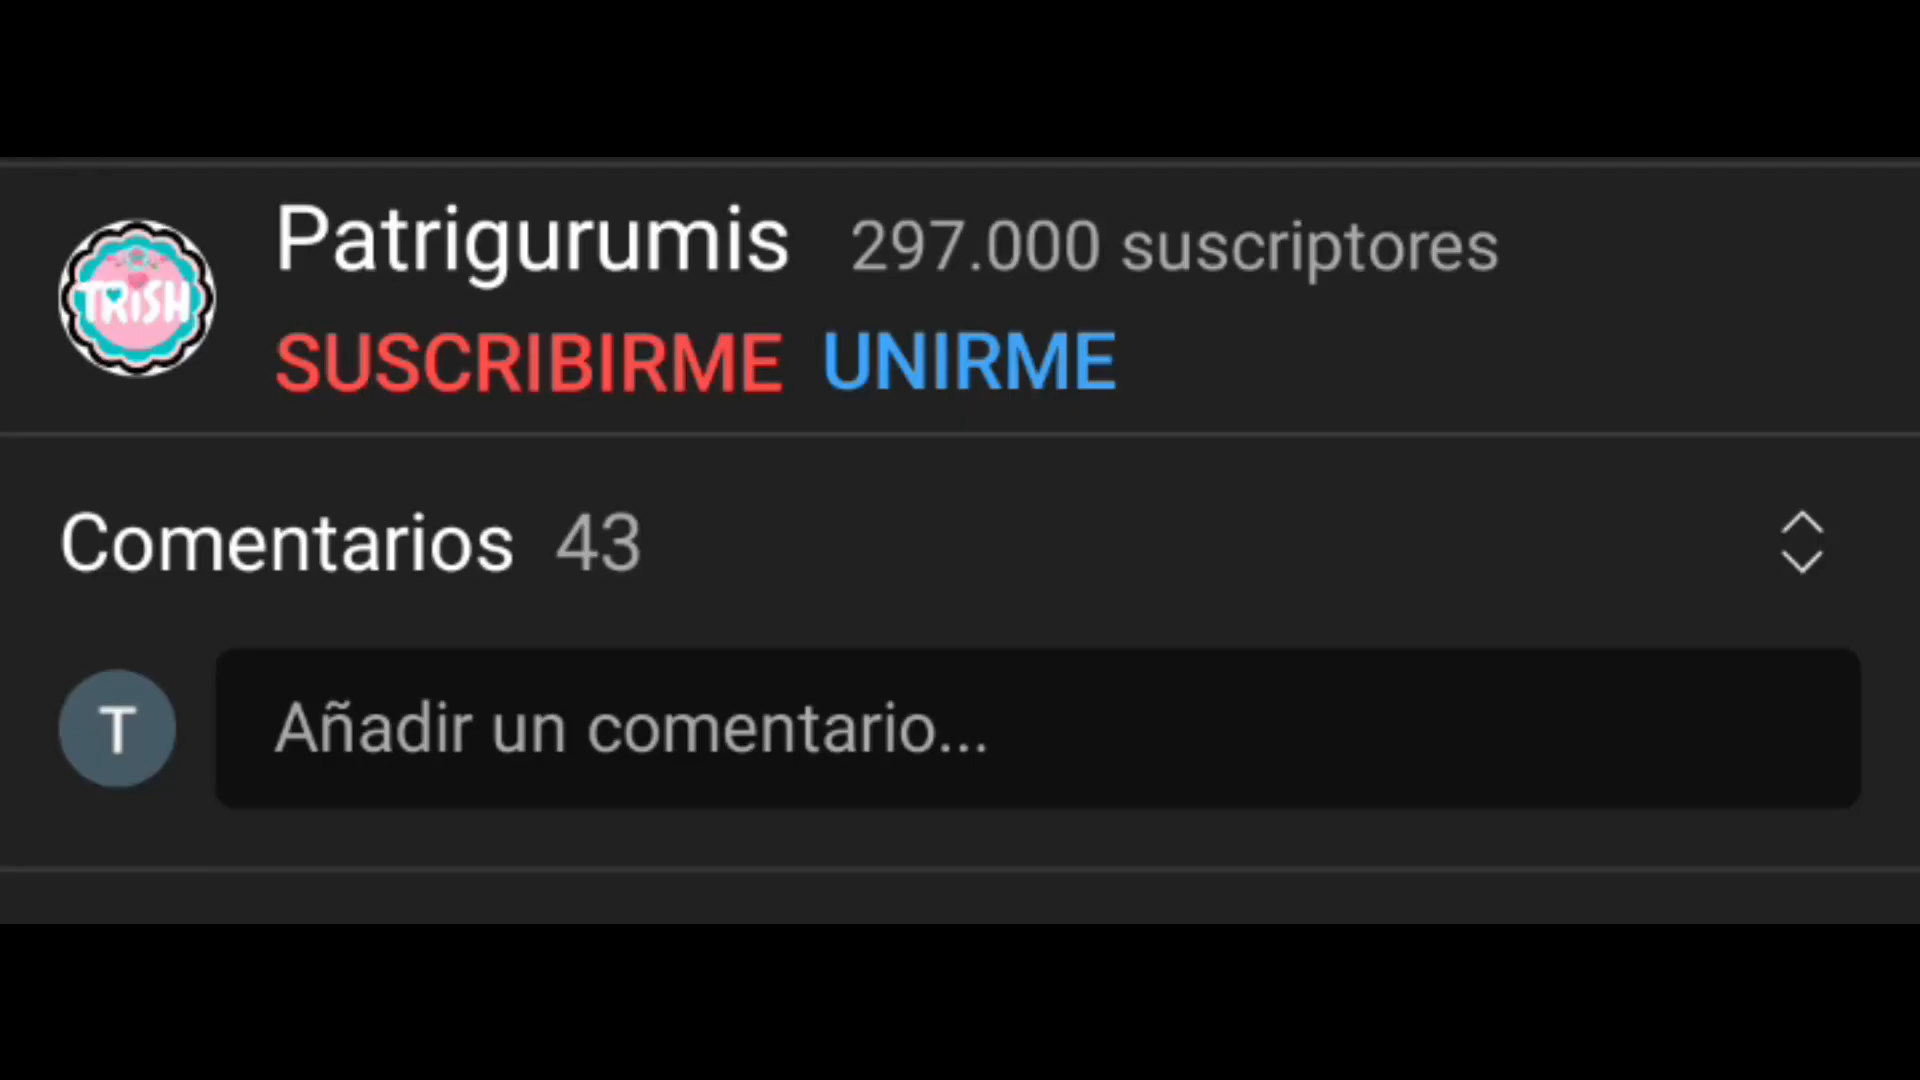 Patrigurumis 297.000 suscriptores
TRISH
SUSCRIBIRME UNIRME
Comentarios 43
T
Añadir un comentario...